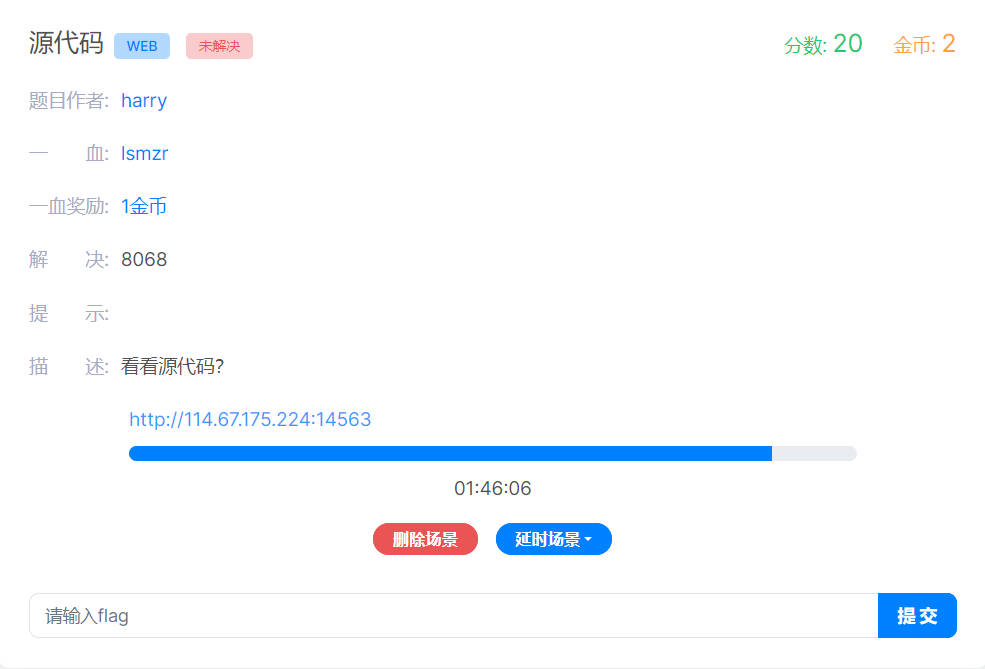 源代码 WEB 未解决 分数: 20 金币: 2
题目作者: harry
一 血: lsmzr
一血奖励: 1金币
解 决: 8068
提 示:
描 述: 看看源代码?
http://114.67.175.224:14563
01:46:06
删除场景 延时场景
请输入flag 提交